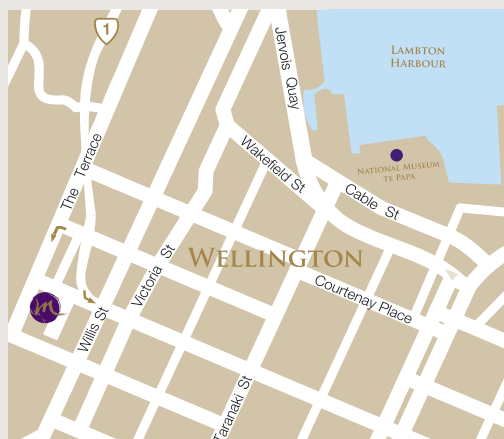 1
LAMBTON
HARBOUR
Jervois Quay
The Terrace
Wakefield St
NATIONAL MUSEUM
TE PAPA
Cable St
WELLINGTON
Victoria St
Courtenay Place
m
Willis St
Taranaki St